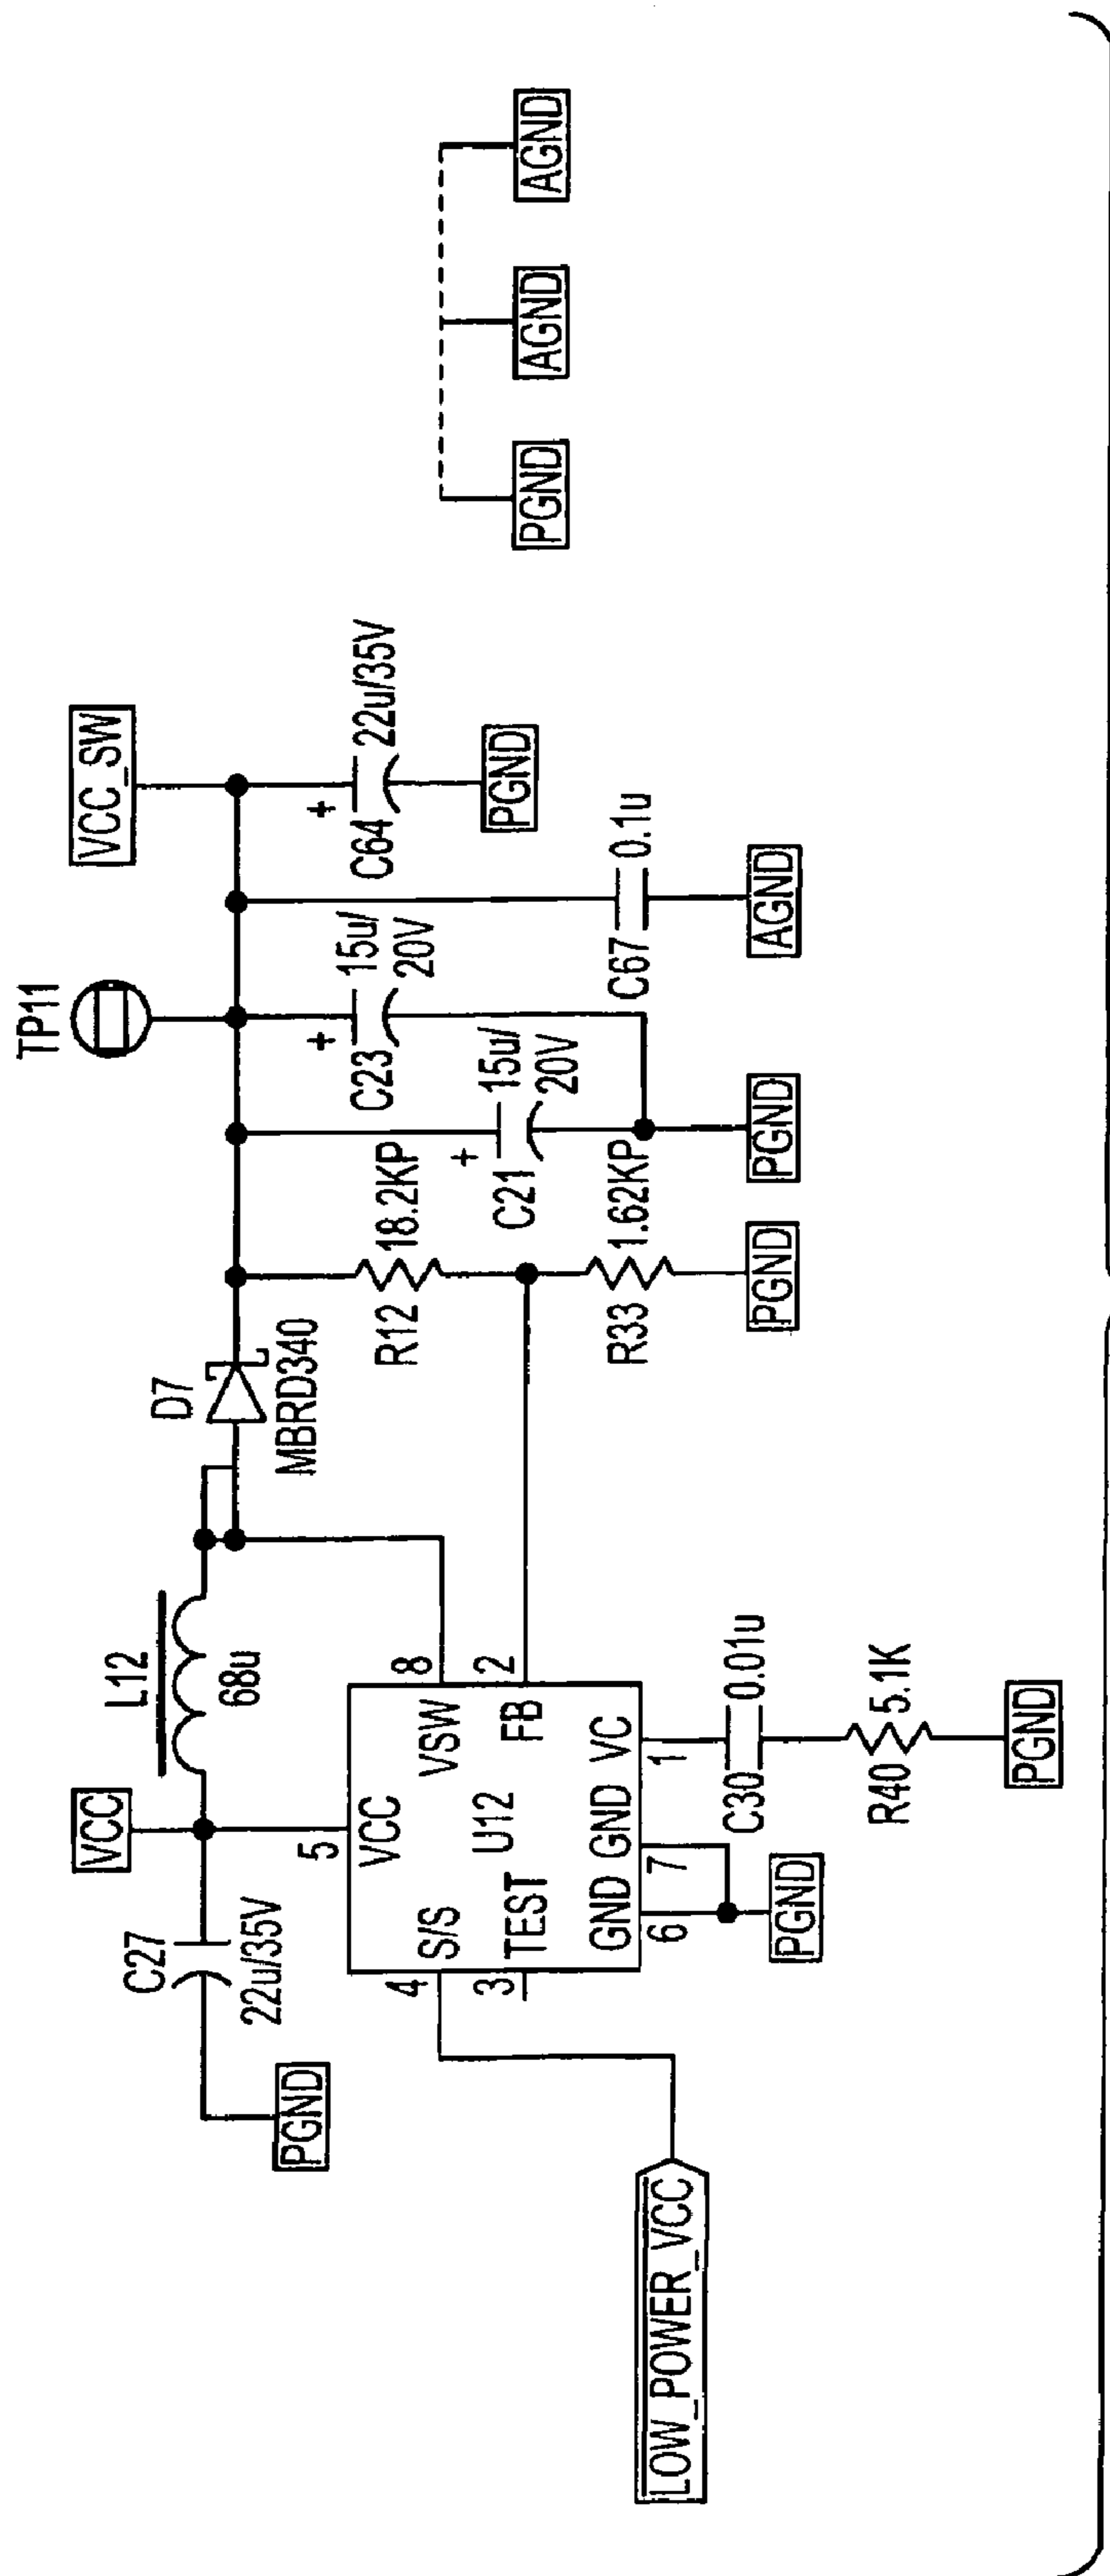 TP11
VCC_SW
VCC
L12
68u
D7
MBRD340
C27
22u/35V
PGND
C23
15u/
20V
C64
22u/35V
PGND
R12
18.2KP
C21
15u/
20V
C67
0.1u
AGND
R33
1.62KP
PGND
PGND
PGND
AGND
AGND
5
VCC
4
S/S
VSW
8
U12
3
TEST
FB
2
GND
GND
VC
6
7
1
PGND
C30
0.01u
R40
5.1K
PGND
LOW_POWER_VCC